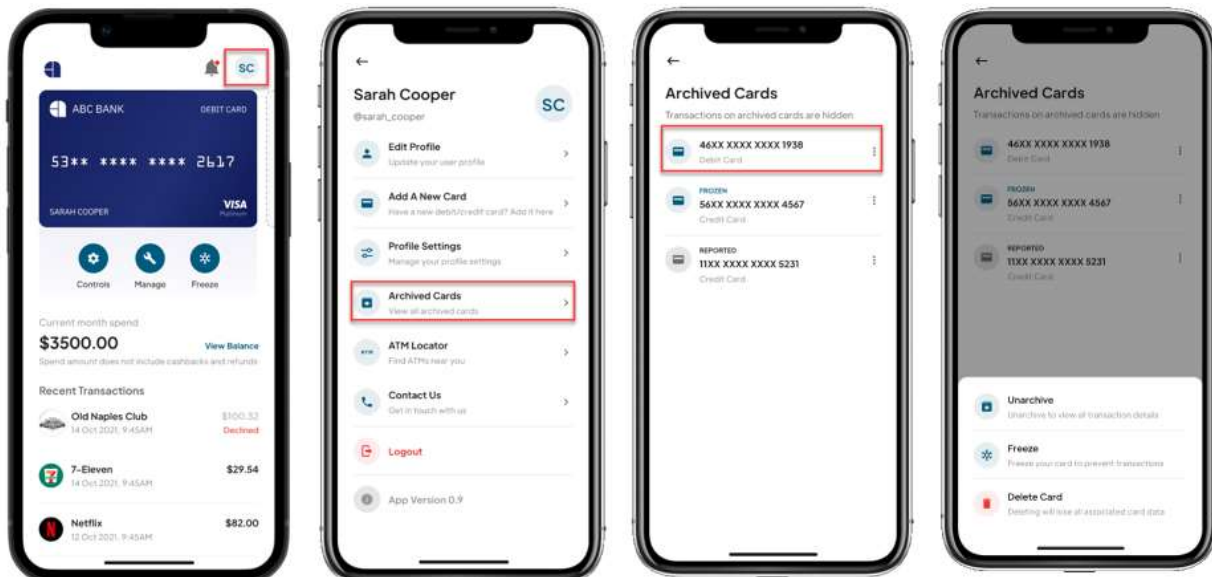 SC
ABC BANK
DEBIT CARD
53** **** **** 2617
SARAH COOPER
VISA
Platinum
Controls
Manage
Freeze
Current month spend
$3500.00
View Balance
Spend amount does not include cashbacks and refunds
Recent Transactions
Old Naples Club
$100.32
14 Oct 2021, 9:45AM
Declined
7-Eleven
$29.54
14 Oct 2021, 9:45AM
Netflix
$82.00
12 Oct 2021, 9:45AM
Sarah Cooper
SC
@sarah_cooper
Edit Profile
Update your user profile
Add A New Card
Have a new debit/credit card? Add it here
Profile Settings
Manage your profile settings
Archived Cards
View all archived cards
ATM
ATM Locator
Find ATMs near you
Contact Us
Get in touch with us
Logout
App Version 0.9
Archived Cards
Transactions on archived cards are hidden
46XX XXXX XXXX 1938
Debit Card
FROZEN
56XX XXXX XXXX 4567
Credit Card
REPORTED
11XX XXXX XXXX 5231
Credit Card
Archived Cards
Transactions on archived cards are hidden
46XX XXXX XXXX 1938
Debit Card
FROZEN
56XX XXXX XXXX 4567
Credit Card
REPORTED
11XX XXXX XXXX 5231
Credit Card
Unarchive
Unarchive to view all transaction details
Freeze
Freeze your card to prevent transactions
Delete Card
Deleting will lose all associated card data